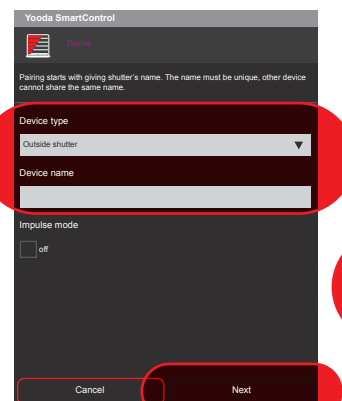 Yooda SmartControl
Device
Pairing starts with giving shutter's name. The name must be unique, other device
cannot share the same name.
Device type
Outside shutter
Device name
Impulse mode
off
Cancel
Next